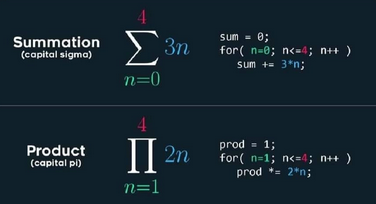 Summation
(capital sigma)
4
∑ 3n
n=0
sum = 0;
for( n=0; n<=4; n++ )
sum += 3*n;
Product
(capital pi)
4
∏ 2n
n=1
prod = 1;
for( n=1; n<=4; n++ )
prod *= 2*n;